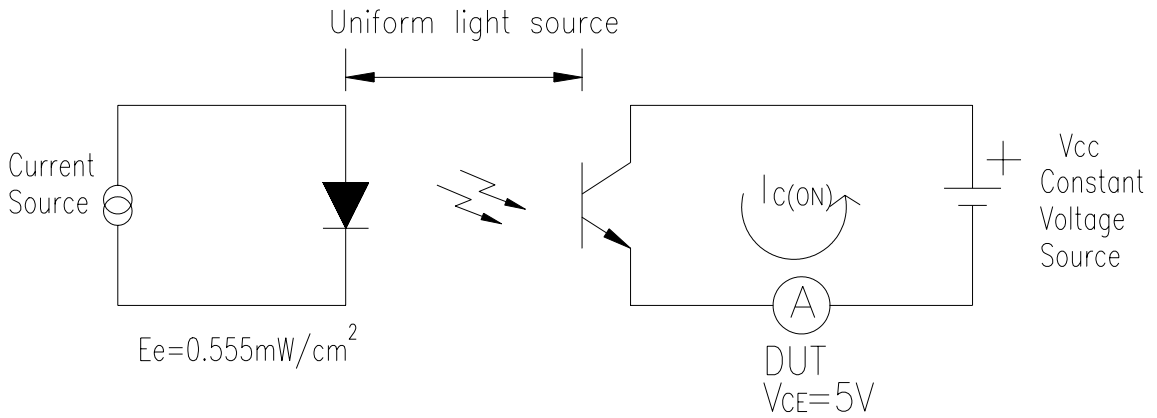 Uniform light source
Current
Source
IC(ON)
+
Vcc
Constant
Voltage
Source
A
Ee=0.555mW/cm²
DUT
VCE=5V